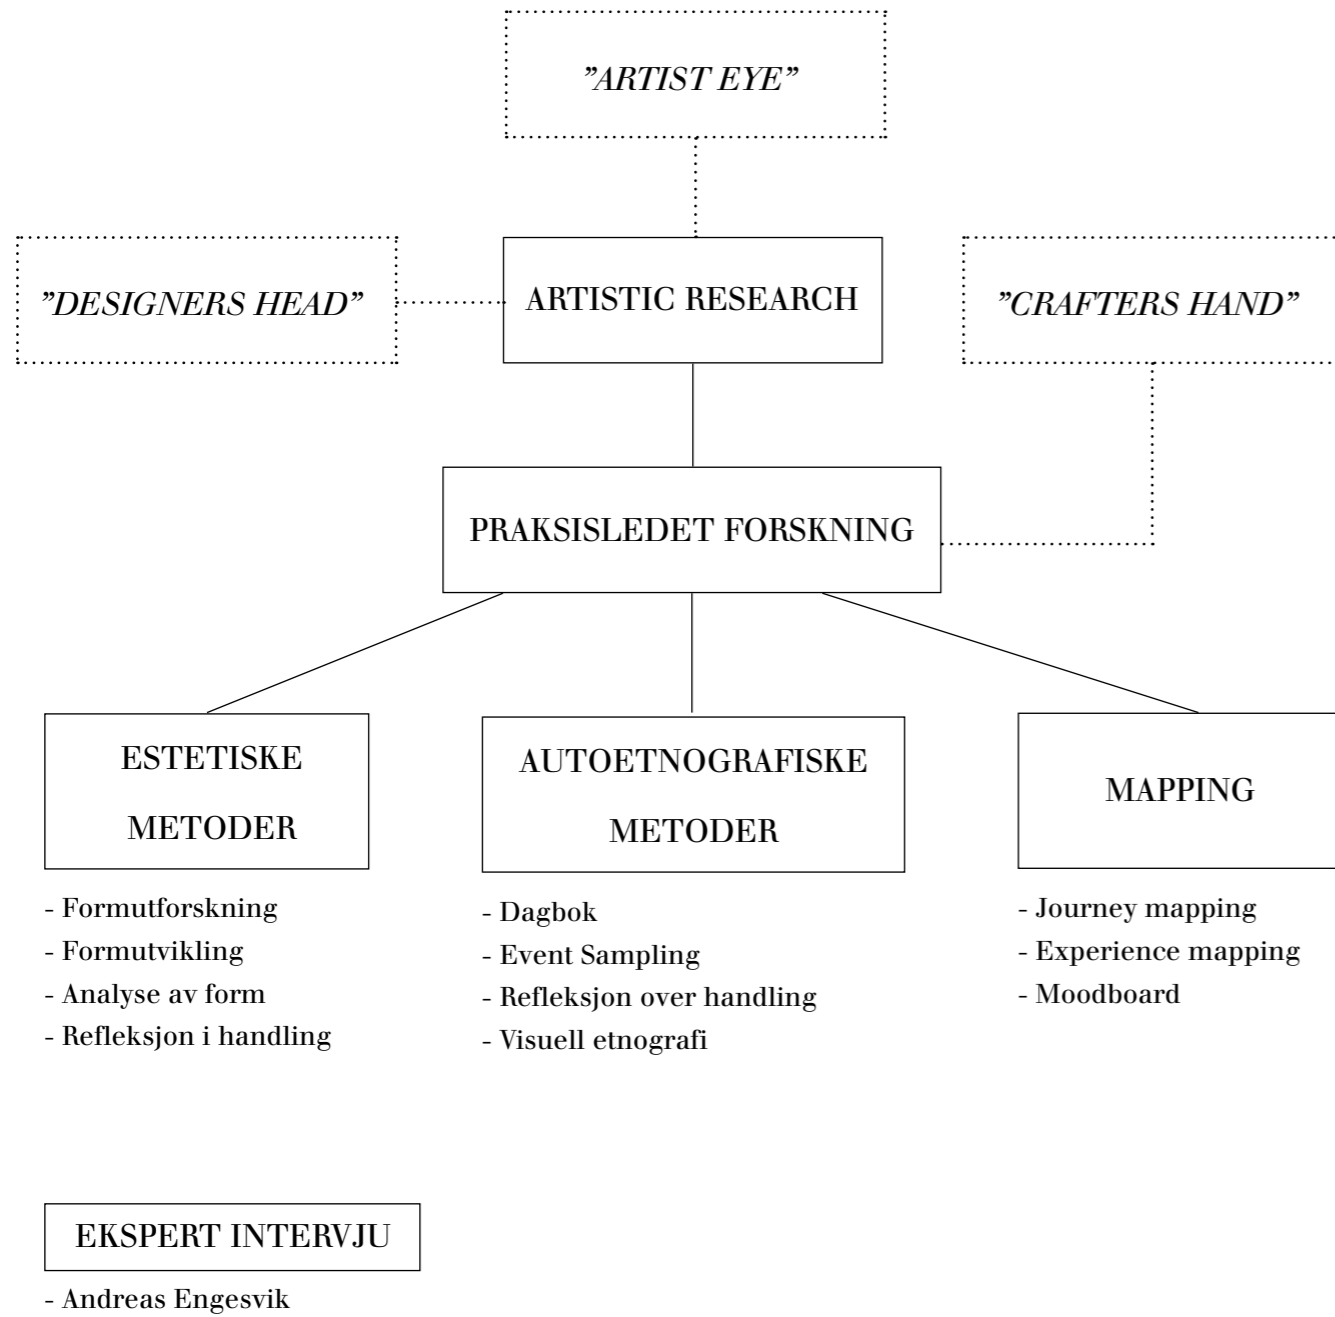 ”ARTIST EYE”
”DESIGNERS HEAD”
ARTISTIC RESEARCH
”CRAFTERS HAND”
PRAKSISLEDET FORSKNING
ESTETISKE
METODER
- Formutforskning
- Formutvikling
- Analyse av form
- Refleksjon i handling
AUTOETNOGRAFISKE
METODER
- Dagbok
- Event Sampling
- Refleksjon over handling
- Visuell etnografi
MAPPING
- Journey mapping
- Experience mapping
- Moodboard
EKSPERT INTERVJU
- Andreas Engesvik